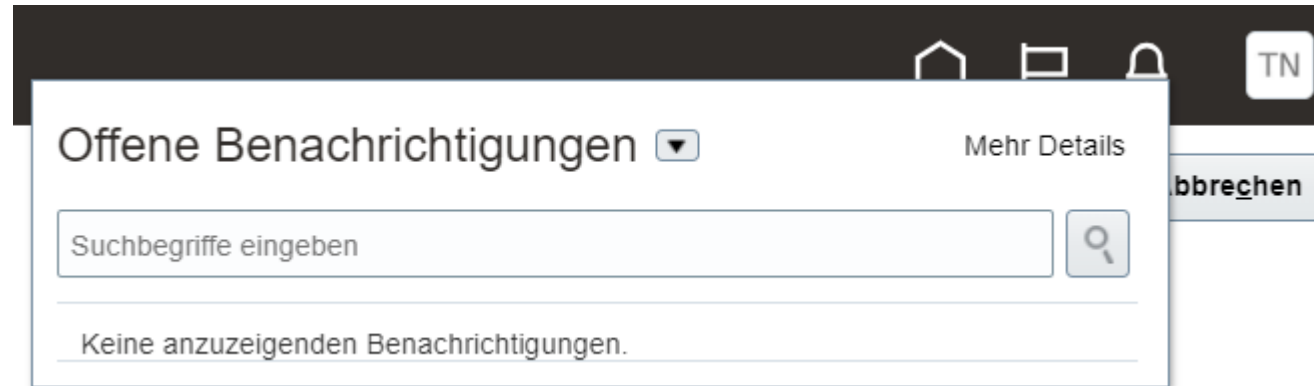 TN
Offene Benachrichtigungen
Mehr Details
bbrechen
Suchbegriffe eingeben
Keine anzuzeigenden Benachrichtigungen.